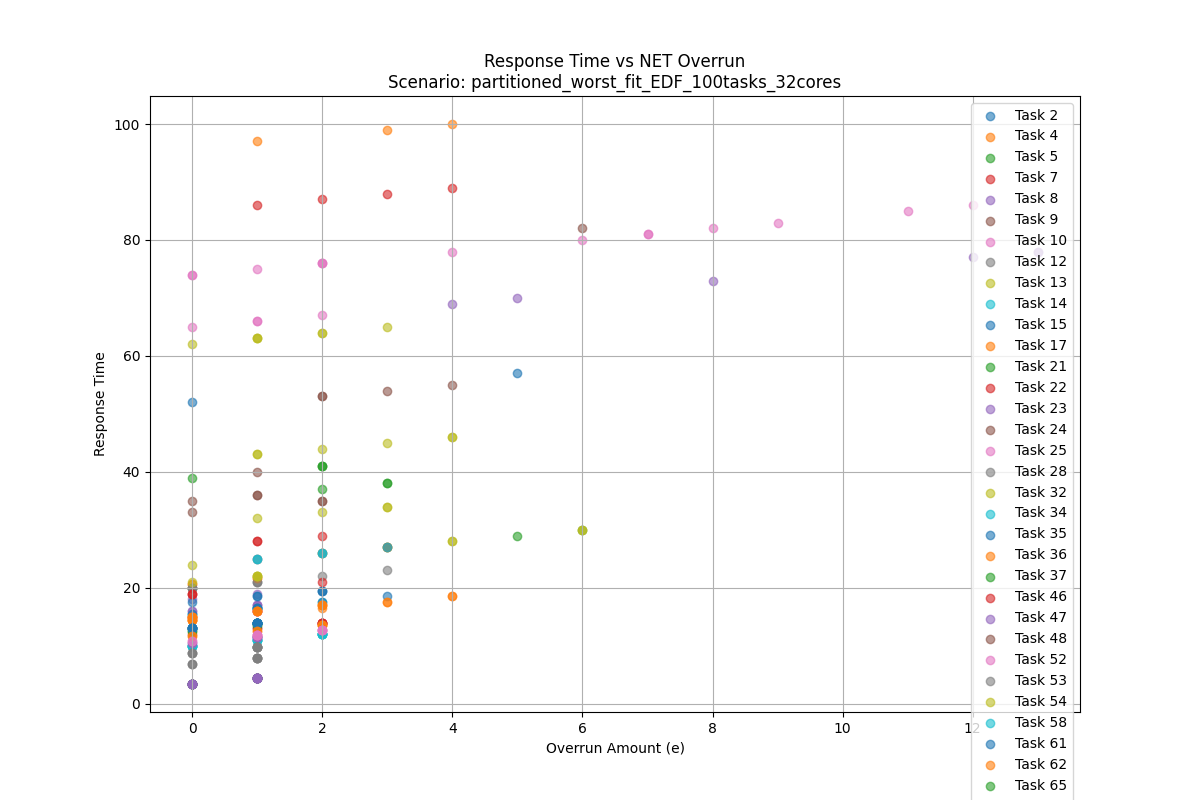 Response Time vs NET Overrun
Scenario: partitioned_worst_fit_EDF_100tasks_32cores
Response Time
100
80
60
40
20
0
0 2 4 6 8 10 12
Overrun Amount (e)
Task 2
Task 4
Task 5
Task 7
Task 8
Task 9
Task 10
Task 12
Task 13
Task 14
Task 15
Task 17
Task 21
Task 22
Task 23
Task 24
Task 25
Task 28
Task 32
Task 34
Task 35
Task 36
Task 37
Task 46
Task 47
Task 48
Task 52
Task 53
Task 54
Task 58
Task 61
Task 62
Task 65